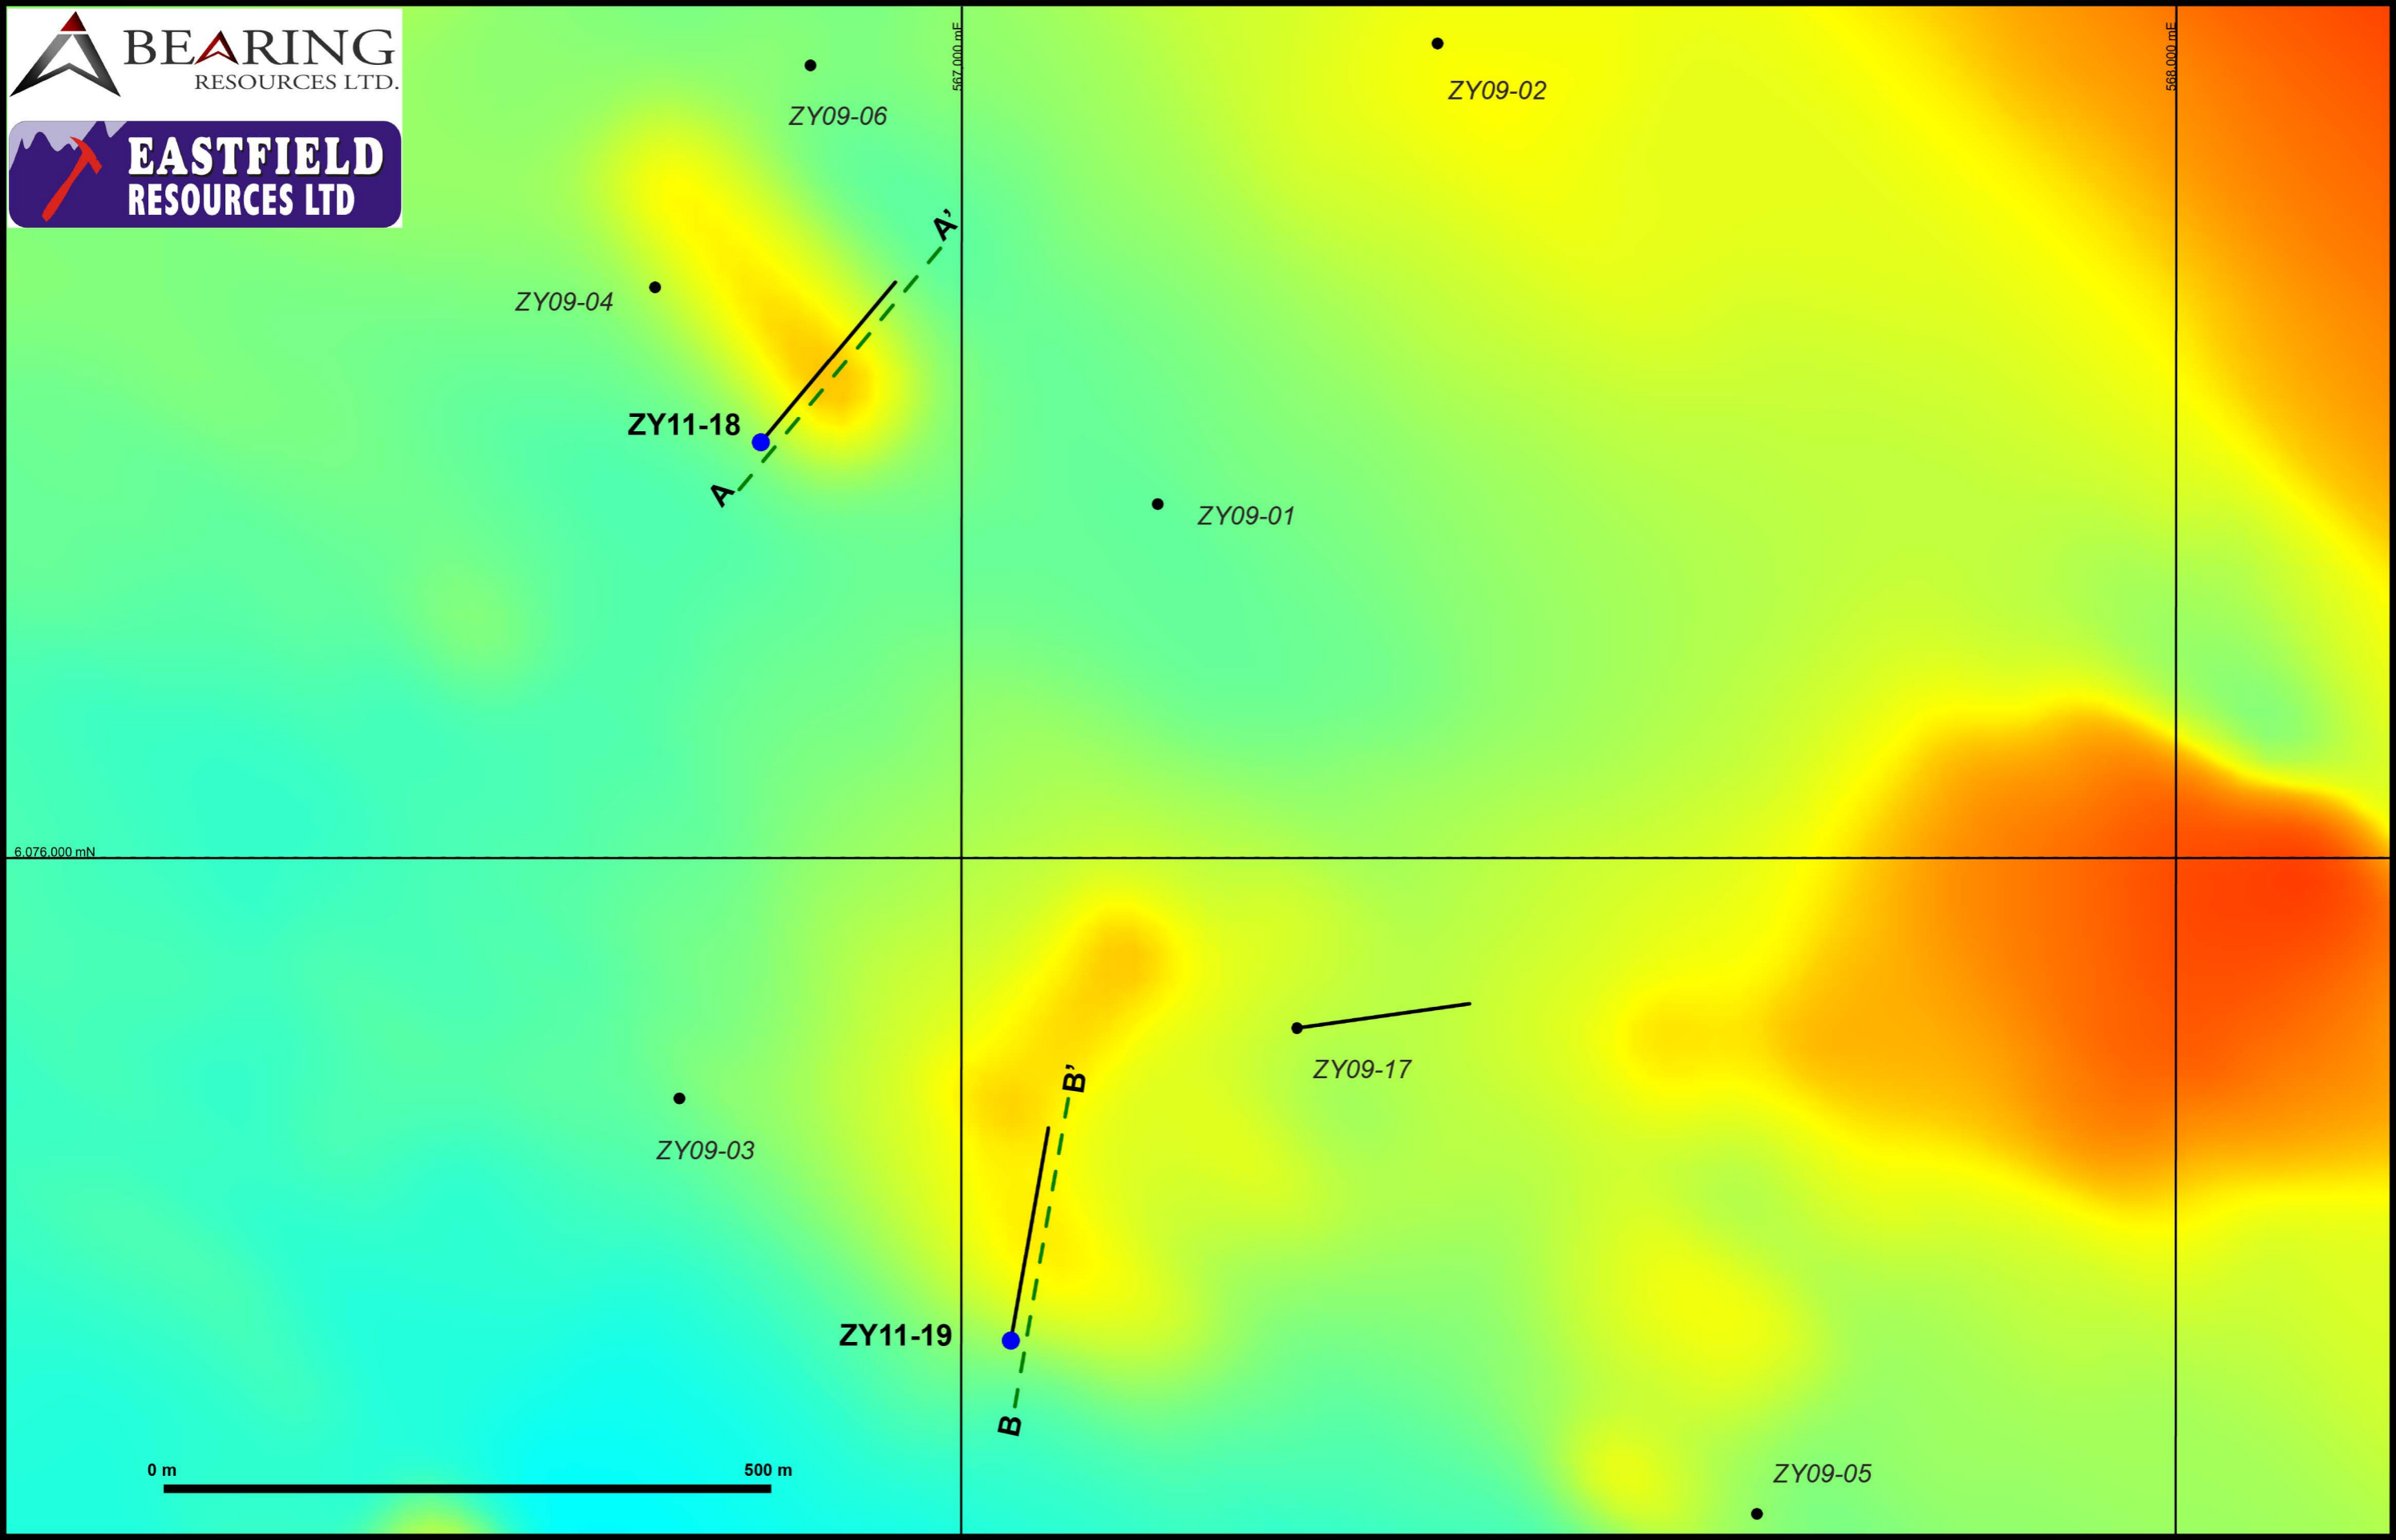 BEARING
RESOURCES LTD.
EASTFIELD
RESOURCES LTD
567,000 mE
568,000 mE
ZY09-06
ZY09-02
A'
ZY09-04
ZY11-18
A
ZY09-01
6,076,000 mN
ZY09-17
B'
ZY09-03
ZY11-19
B
0 m
500 m
ZY09-05